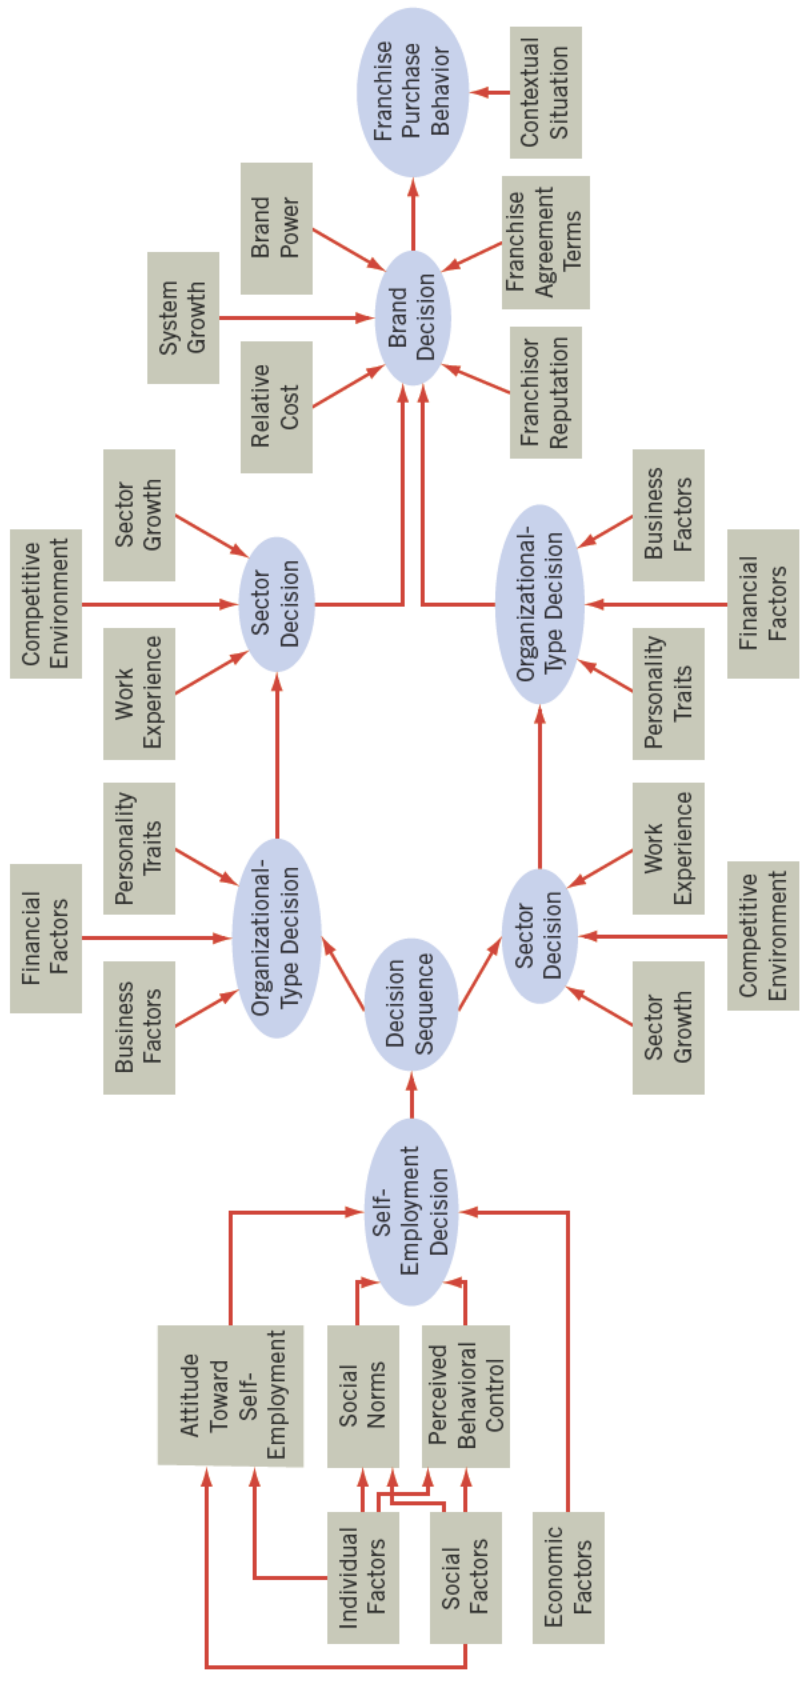 Individual
Factors
Social
Factors
Economic
Factors
Attitude
Toward
Self-
Employment
Social
Norms
Perceived
Behavioral
Control
Self-
Employment
Decision
Decision
Sequence
Financial
Factors
Business
Factors
Personality
Traits
Organizational-
Type Decision
Competitive
Environment
Work
Experience
Sector
Growth
Sector
Decision
Sector
Decision
Sector
Growth
Work
Experience
Competitive
Environment
Organizational-
Type Decision
Personality
Traits
Business
Factors
Financial
Factors
System
Growth
Relative
Cost
Brand
Power
Brand
Decision
Franchisor
Reputation
Franchise
Agreement
Terms
Franchise
Purchase
Behavior
Contextual
Situation